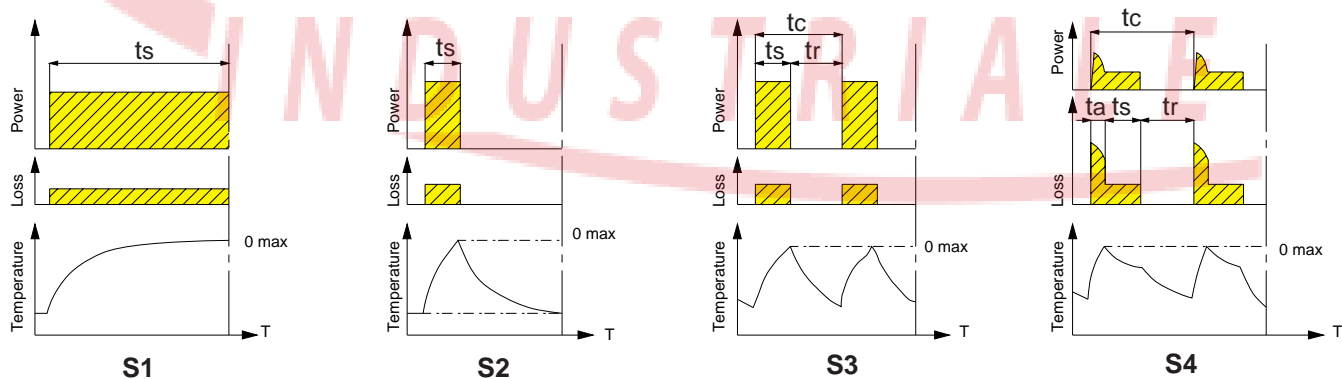 INDUSTRIALE
ts
Power
Loss
Temperature
0 max
T
S1
ts
Power
Loss
Temperature
0 max
T
S2
tc
ts tr
Power
Loss
Temperature
0 max
T
S3
tc
Power
ta ts tr
Loss
Temperature
0 max
T
S4